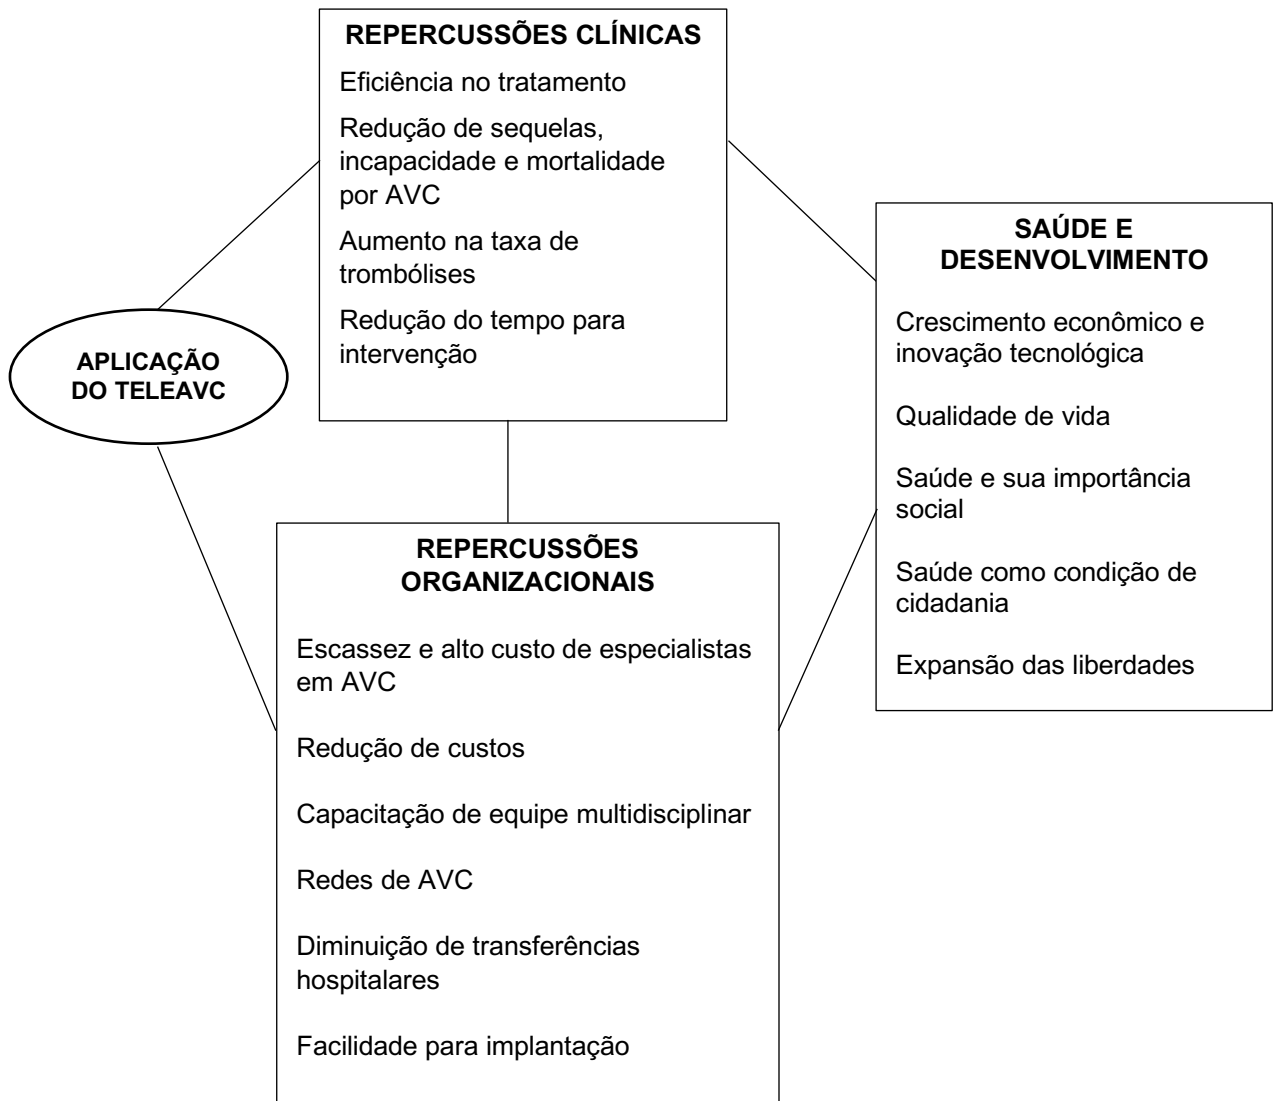 REPERCUSSÕES CLÍNICAS
Eficiência no tratamento
Redução de sequelas,
incapacidade e mortalidade
por AVC
Aumento na taxa de
trombólises
Redução do tempo para
intervenção
APLICAÇÃO
DO TELEAVC
REPERCUSSÕES
ORGANIZACIONAIS
Escassez e alto custo de especialistas
em AVC
Redução de custos
Capacitação de equipe multidisciplinar
Redes de AVC
Diminuição de transferências
hospitalares
Facilidade para implantação
SAÚDE E
DESENVOLVIMENTO
Crescimento econômico e
inovação tecnológica
Qualidade de vida
Saúde e sua importância
social
Saúde como condição de
cidadania
Expansão das liberdades